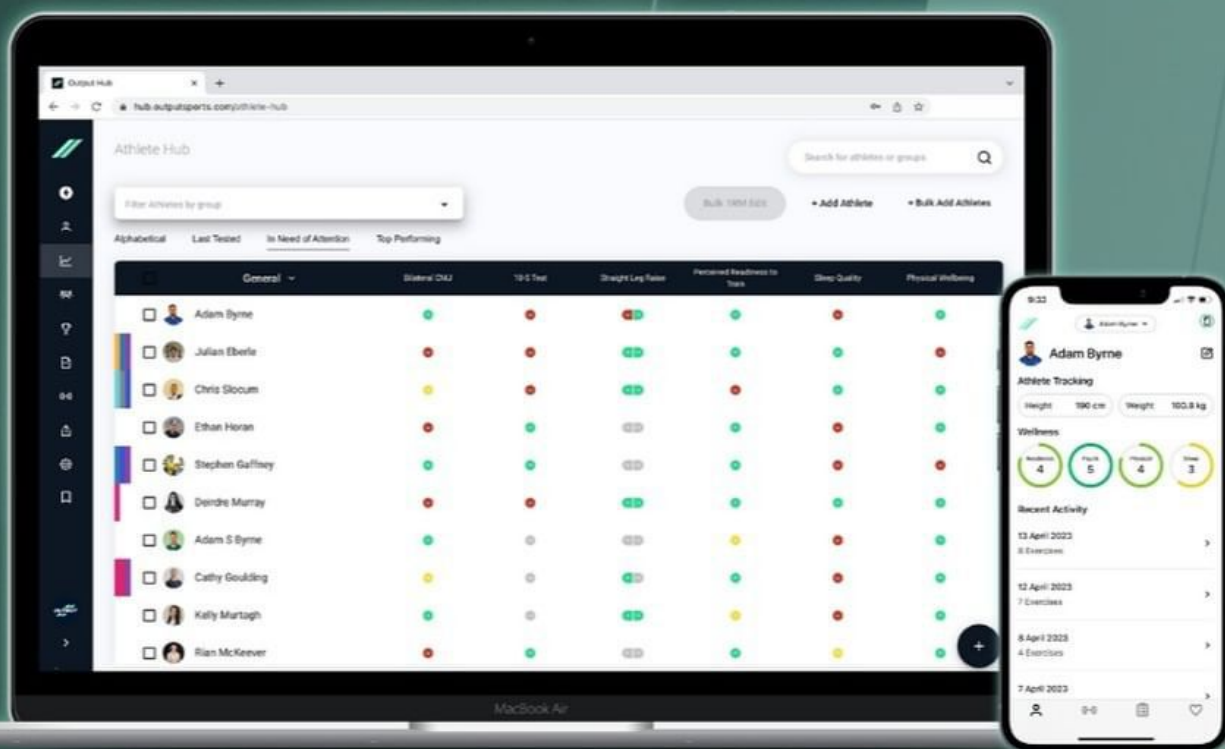 Output Hub
hub.outputsports.com/athlete-hub
Athlete Hub
Search for athletes or groups
Filter Athletes by group
Bulk 1RM Edit
+ Add Athlete
+ Bulk Add Athletes
Alphabetical Last Tested In Need of Attention Top Performing
General Bilateral CMJ 10-5 Test Straight Leg Raise Perceived Readiness to Train Sleep Quality Physical Wellbeing
Adam Byrne
Julian Eberle
Chris Slocum
Ethan Horan
Stephen Gaffney
Deirdre Murray
Adam S Byrne
Cathy Goulding
Kelly Murtagh
Rian McKeever
MacBook Air
9:33
Adam Byrne
Adam Byrne
Athlete Tracking
Height 190 cm Weight
Wellness
4 5 4 3
Recent Activity
13 April 2023
8 Exercises
12 April 2023
7 Exercises
8 April 2023
4 Exercises
7 April 2023